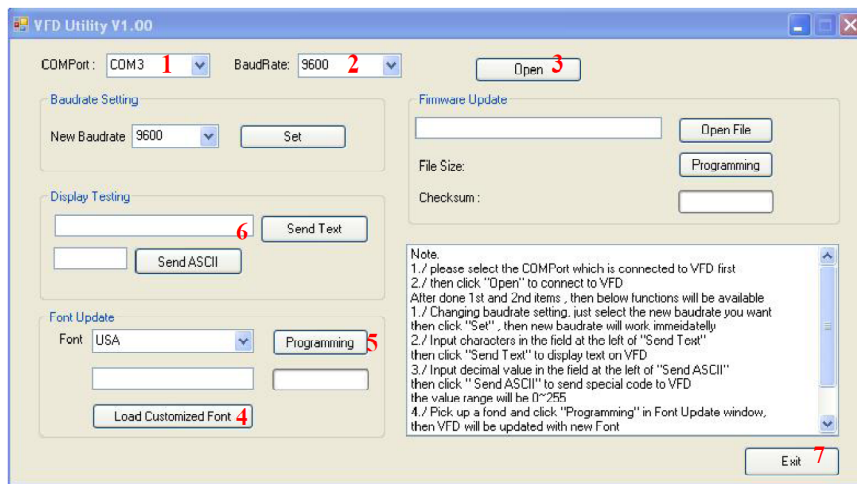 VFD Utility V1.00
COMPort : COM3 1 BaudRate: 9600 2 Open 3
Baudrate Setting
New Baudrate 9600 Set
Firmware Update
Open File
File Size: Programming
Checksum :
Display Testing
6 Send Text
Send ASCII
Font Update
Font USA Programming 5
Load Customized Font 4
Note.
1./ please select the COMPort which is connected to VFD first
2./ then click "Open" to connect to VFD
After done 1st and 2nd items , then below functions will be available
1./ Changing baudrate setting, just select the new baudrate you want
then click "Set" , then new baudrate will work immeidatelly
2./ Input characters in the field at the left of "Send Text"
then click "Send Text" to display text on VFD
3./ Input decimal value in the field at the left of "Send ASCII"
then click " Send ASCII" to send special code to VFD
the value range will be 0~255
4./ Pick up a fond and click "Programming" in Font Update window,
then VFD will be updated with new Font
Exit 7